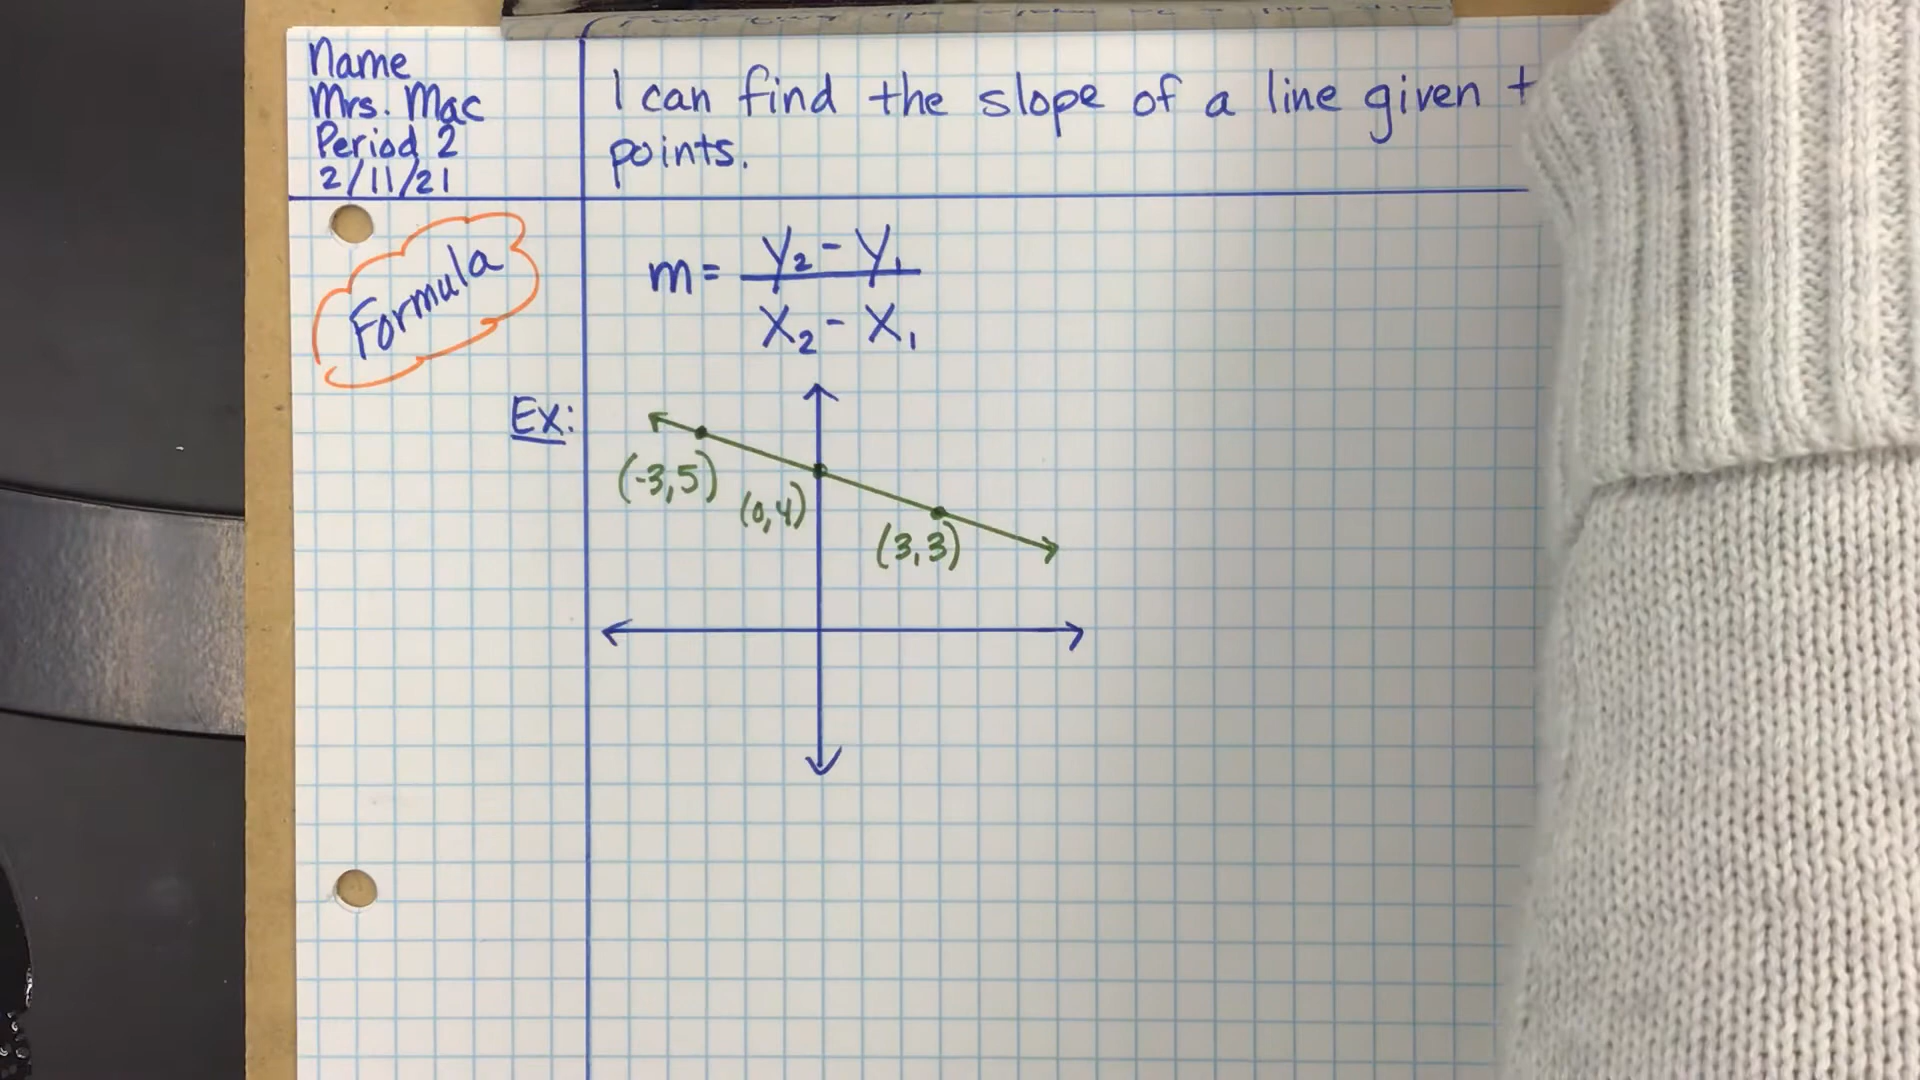 Name
Mrs. Mac
Period 2
2/11/21
I can find the slope of a line given t
points.
Formula
m = y₂ - y₁
x₂ - x₁
Ex:
(-3,5)
(0,4)
(3,3)